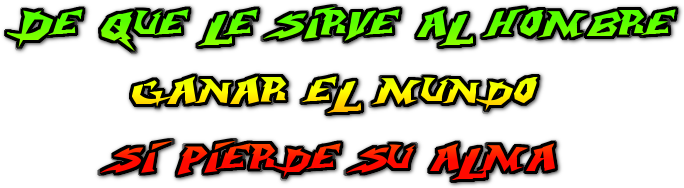 DE QUE LE SIRVE AL HOMBRE
GANAR EL MUNDO
SI PIERDE SU ALMA